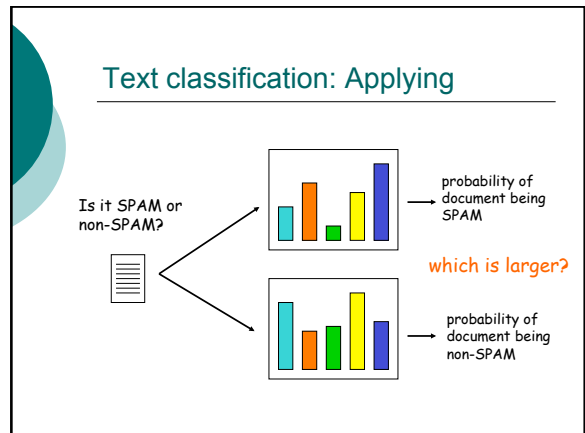 Text classification: Applying
Is it SPAM or
non-SPAM?
probability of
document being
SPAM
which is larger?
probability of
document being
non-SPAM